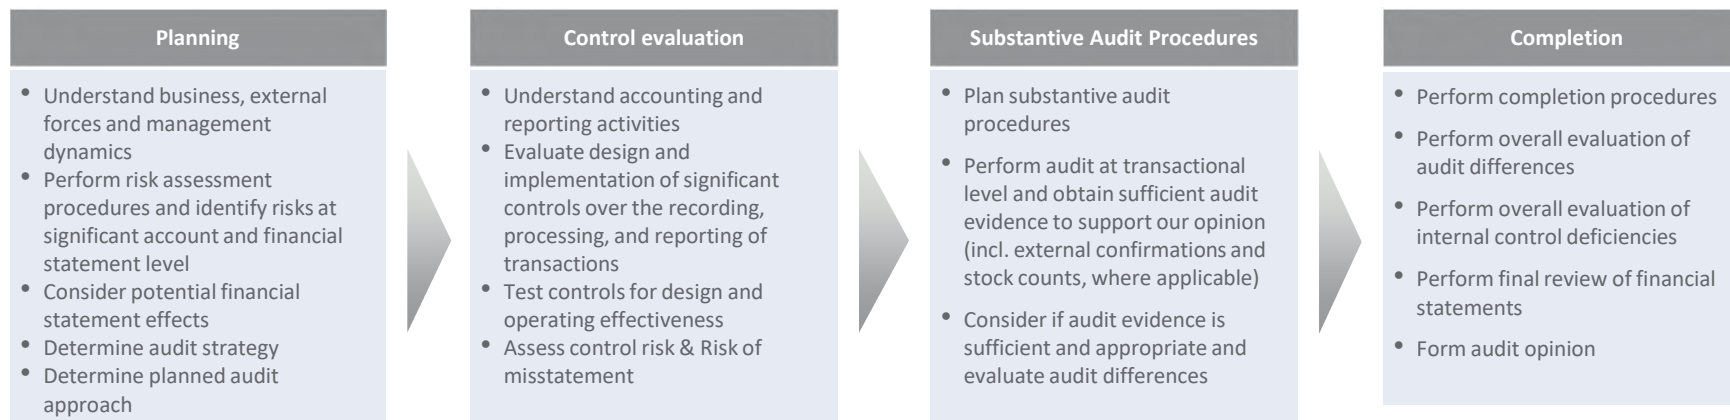 Planning
• Understand business, external
forces and management
dynamics
• Perform risk assessment
procedures and identify risks at
significant account and financial
statement level
• Consider potential financial
statement effects
• Determine audit strategy
• Determine planned audit
approach
Control evaluation
• Understand accounting and
reporting activities
• Evaluate design and
implementation of significant
controls over the recording,
processing, and reporting of
transactions
• Test controls for design and
operating effectiveness
• Assess control risk & Risk of
misstatement
Substantive Audit Procedures
• Plan substantive audit
procedures
• Perform audit at transactional
level and obtain sufficient audit
evidence to support our opinion
(incl. external confirmations and
stock counts, where applicable)
• Consider if audit evidence is
sufficient and appropriate and
evaluate audit differences
Completion
• Perform completion procedures
• Perform overall evaluation of
audit differences
• Perform overall evaluation of
internal control deficiencies
• Perform final review of financial
statements
• Form audit opinion